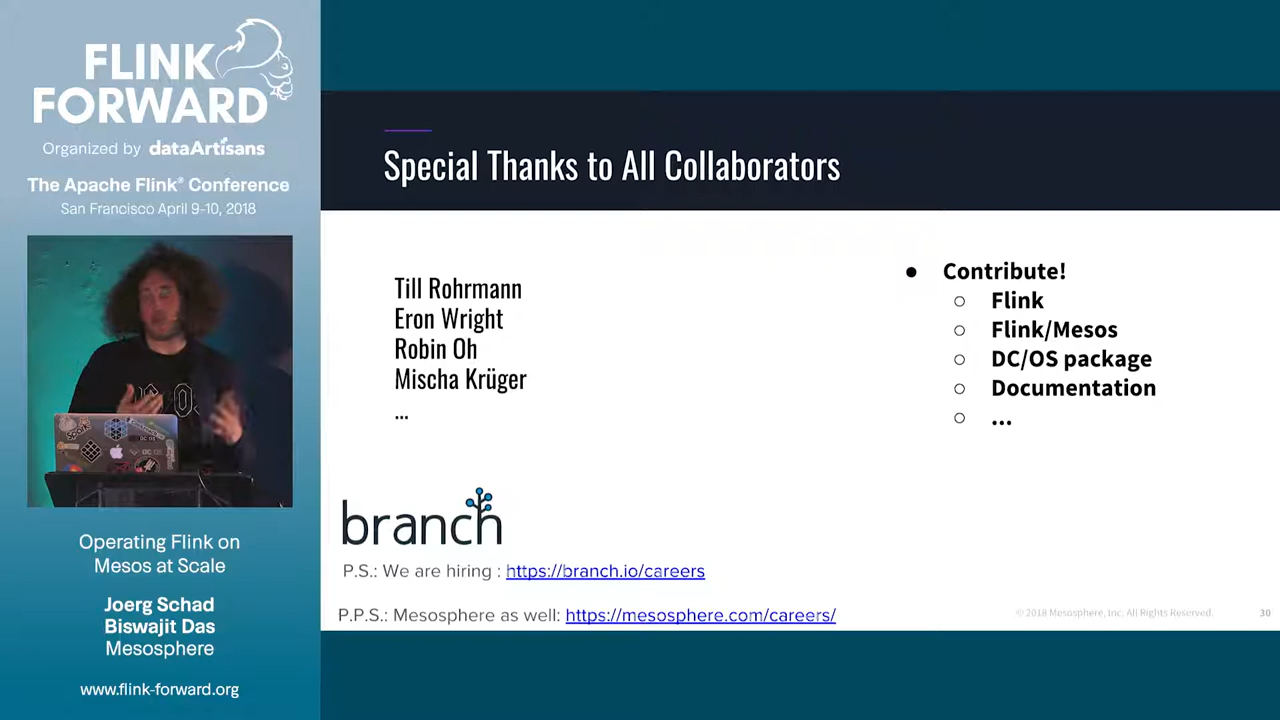 FLINK
FORWARD
Organized by dataArtisans
The Apache Flink® Conference
San Francisco April 9-10, 2018
Operating Flink on
Mesos at Scale
Joerg Schad
Biswajit Das
Mesosphere
www.flink-forward.org
Special Thanks to All Collaborators
Till Rohrmann
Eron Wright
Robin Oh
Mischa Krüger
...
● Contribute!
○ Flink
○ Flink/Mesos
○ DC/OS package
○ Documentation
○ ...
branch
P.S.: We are hiring : https://branch.io/careers
P.P.S.: Mesosphere as well: https://mesosphere.com/careers/
© 2018 Mesosphere, Inc. All Rights Reserved.
30